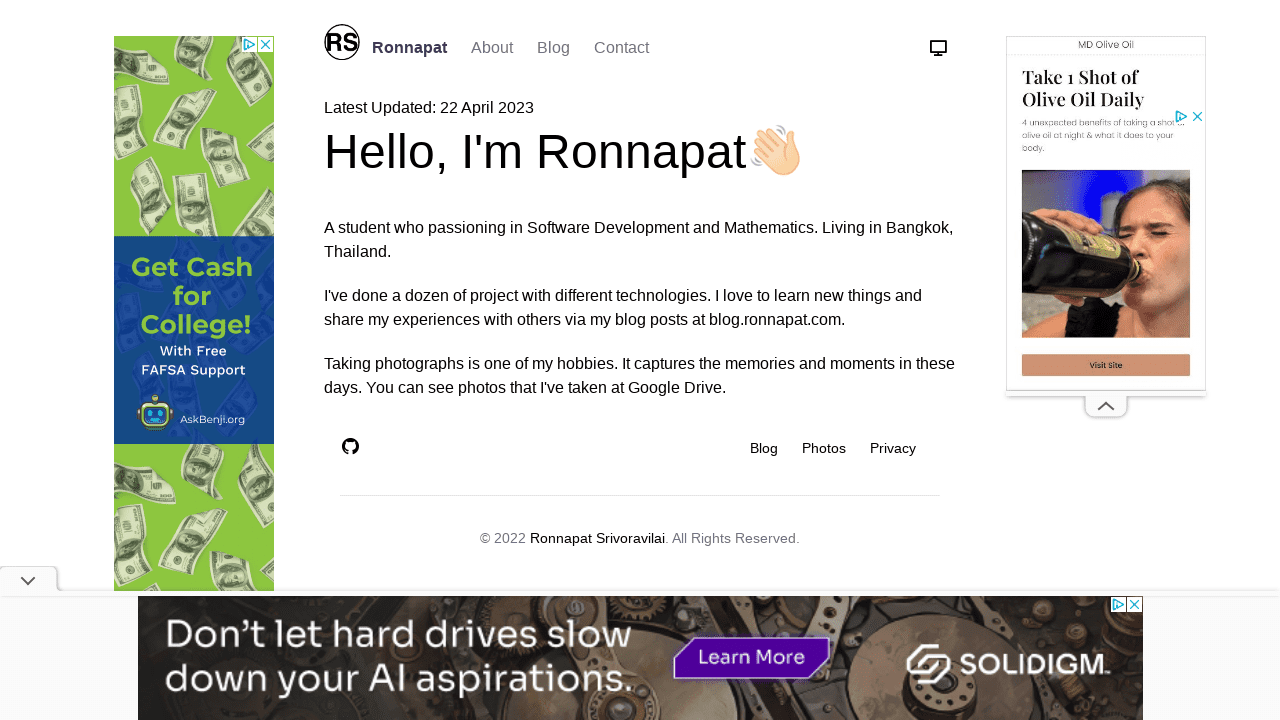 RS
Ronnapat
About
Blog
Contact
Latest Updated: 22 April 2023
Hello, I'm Ronnapat
A student who passioning in Software Development and Mathematics. Living in Bangkok,
Thailand.
I've done a dozen of project with different technologies. I love to learn new things and
share my experiences with others via my blog posts at blog.ronnapat.com.
Taking photographs is one of my hobbies. It captures the memories and moments in these
days. You can see photos that I've taken at Google Drive.
Blog
Photos
Privacy
© 2022 Ronnapat Srivoravilai. All Rights Reserved.
Get Cash
for
College!
With Free
FAFSA Support
AskBenji.org
MD Olive Oil
Take 1 Shot of
Olive Oil Daily
4 unexpected benefits of taking a shot ...
olive oil at night & what it does to your
body.
Visit Site
Don't let hard drives slow
down your AI aspirations.
Learn More
SOLIDIGM